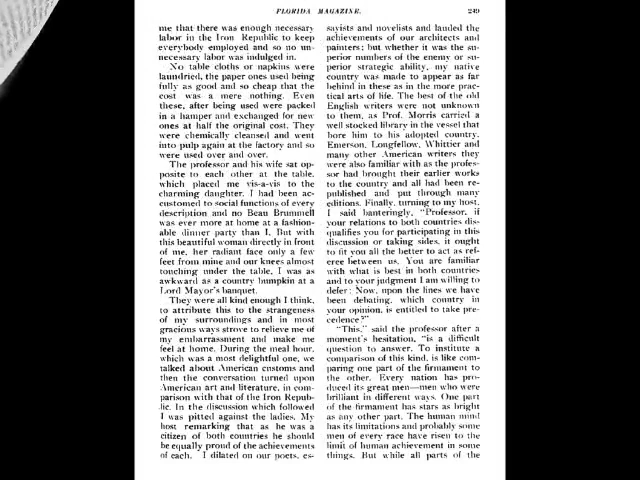 FLORIDA MAGAZINE. 249
me that there was enough necessary
labor in the Iron Republic to keep
everybody employed and so no un-
necessary labor was indulged in.
No table cloths or napkins were
laundried, the paper ones used being
fully as good and so cheap that the
cost was a mere nothing. Even
these, after being used were packed
in a hamper and exchanged for new
ones at half the original cost. They
were chemically cleansed and went
into pulp again at the factory and so
were used over and over.
The professor and his wife sat op-
posite to each other at the table,
which placed me vis-a-vis to the
charming daughter. I had been ac-
customed to social functions of every
description and no Beau Brummell
was ever more at home at a fashion-
able dinner party than I. But with
this beautiful woman directly in front
of me, her radiant face only a few
feet from mine and our knees almost
touching under the table, I was as
awkward as a country bumpkin at a
Lord Mayor's banquet.
They were all kind enough I think,
to attribute this to the strangeness
of my surroundings and in most
gracious ways strove to relieve me of
my embarrassment and make me
feel at home. During the meal hour,
which was a most delightful one, we
talked about American customs and
then the conversation turned upon
American art and literature, in com-
parison with that of the Iron Repub-
lic. In the discussion which followed
I was pitted against the ladies. My
host remarking that as he was a
citizen of both countries he should
be equally proud of the achievements
of each. I dilated on our poets, es-
sayists and novelists and lauded the
achievements of our architects and
painters; but whether it was the su-
perior numbers of the enemy or su-
perior strategic ability, my native
country was made to appear as far
behind in these as in the more prac-
tical arts of life. The best of the old
English writers were not unknown
to them, as Prof. Morris carried a
well stocked library in the vessel that
bore him to his adopted country.
Emerson, Longfellow, Whittier and
many other American writers they
were also familiar with as the profes-
sor had brought their earlier works
to the country and all had been re-
published and put through many
editions. Finally, turning to my host,
I said banteringly, "Professor, if
your relations to both countries dis-
qualifies you for participating in this
discussion or taking sides, it ought
to fit you all the better to act as ref-
eree between us. You are familiar
with what is best in both countries
and to your judgment I am willing to
defer; Now, upon the lines we have
been debating, which country in
your opinion, is entitled to take pre-
cedence?"
"This," said the professor after a
moment's hesitation, "is a difficult
question to answer. To institute a
comparison of this kind, is like com-
paring one part of the firmament to
the other. Every nation has pro-
duced its great men—men who were
brilliant in different ways. One part
of the firmament has stars as bright
as any other part. The human mind
has its limitations and probably some
men of every race have risen to the
limit of human achievement in some
things. But while all parts of the